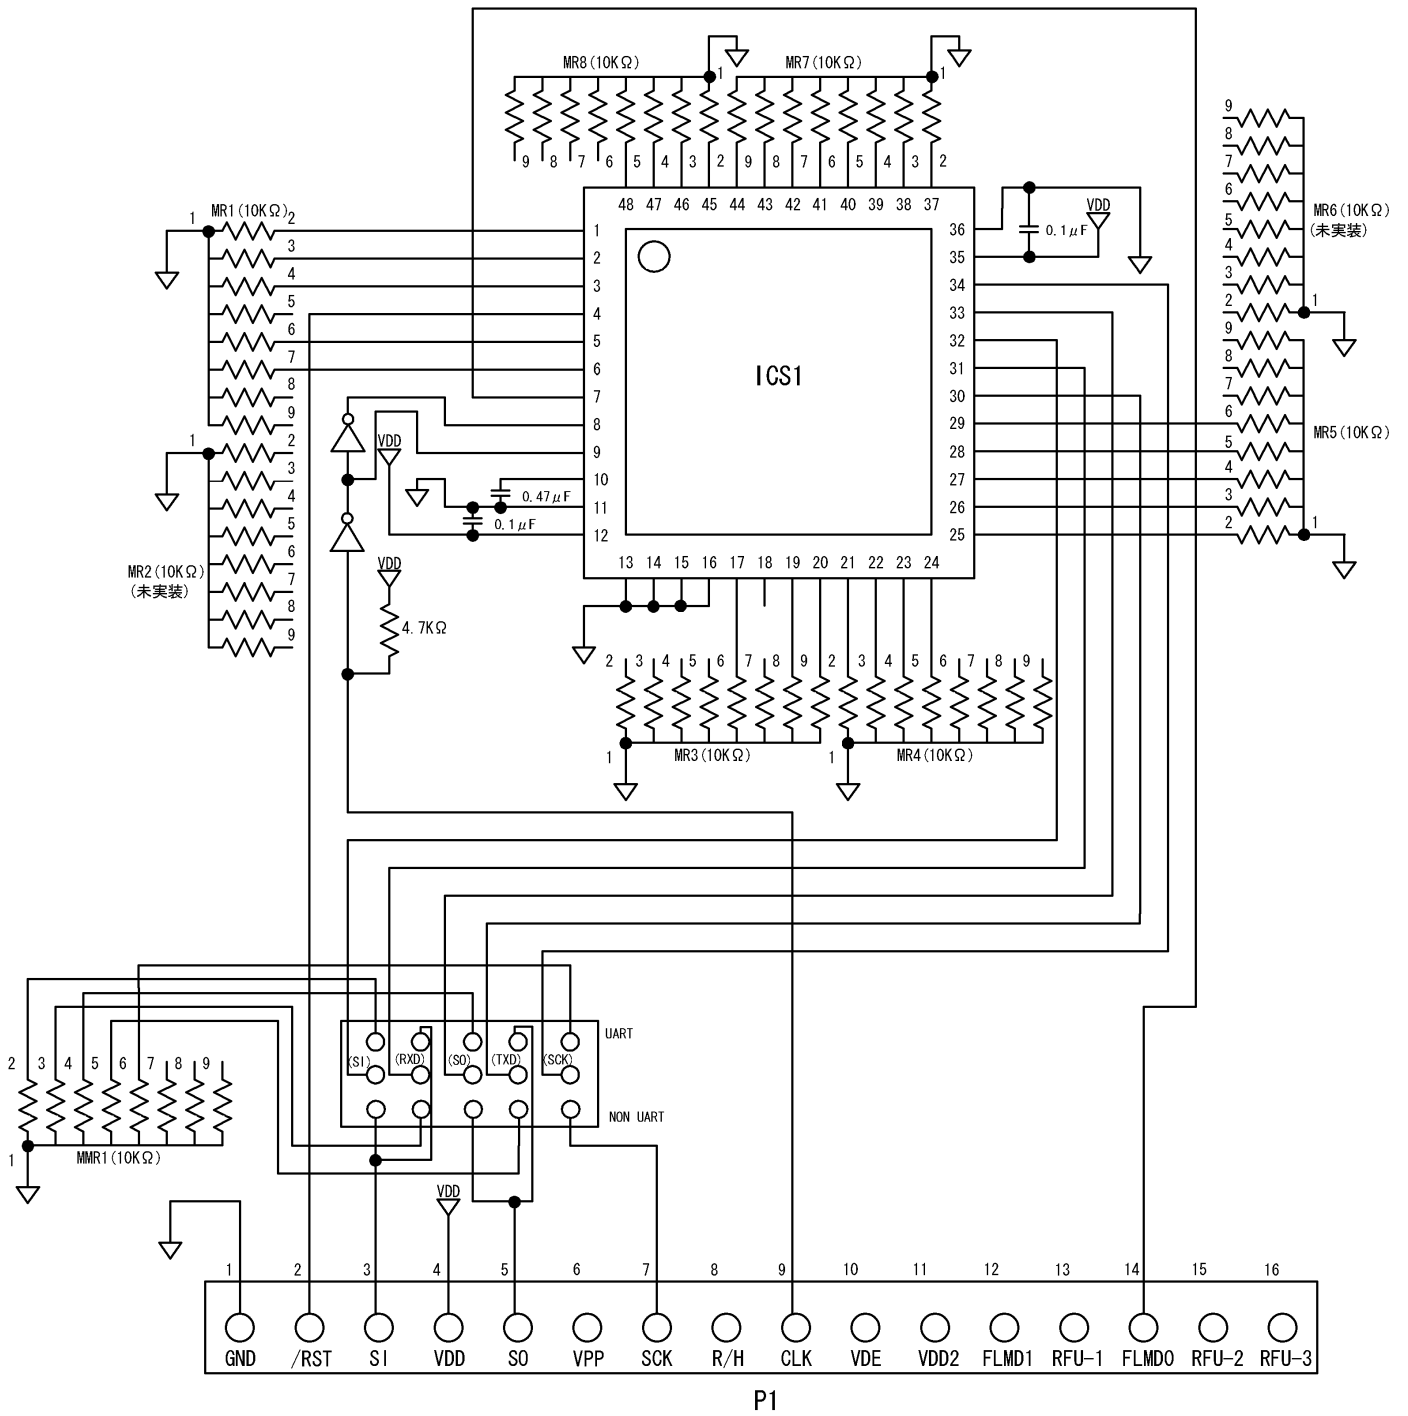 MR8(10KΩ)
MR7(10KΩ)
1
1
9 8 7 6 5 4 3 2 9 8 7 6 5 4 3 2
48 47 46 45 44 43 42 41 40 39 38 37
1
MR1(10KΩ)
2
3
4
5
6
7
8
9
1
2
3
4
5
6
7
8
9
MR2(10KΩ)
(未実装)
1
2
3
4
5
6
7
8
9
10
11
12
VDD
0.47μF
0.1μF
VDD
4.7KΩ
ICS1
36
35
34
33
32
31
30
29
28
27
26
25
0.1μF
VDD
9
8
7
6
5
4
3
2
MR6(10KΩ)
(未実装)
1
9
8
7
6
5
4
3
2
MR5(10KΩ)
1
13 14 15 16 17 18 19 20 21 22 23 24
2 3 4 5 6 7 8 9 2 3 4 5 6 7 8 9
1
MR3(10KΩ)
1
MR4(10KΩ)
UART
(SI) (RXD) (SO) (TXD) (SCK)
NON UART
2 3 4 5 6 7 8 9
1
MMR1(10KΩ)
VDD
1 2 3 4 5 6 7 8 9 10 11 12 13 14 15 16
GND /RST SI VDD SO VPP SCK R/H CLK VDE VDD2 FLMD1 RFU-1 FLMD0 RFU-2 RFU-3
P1